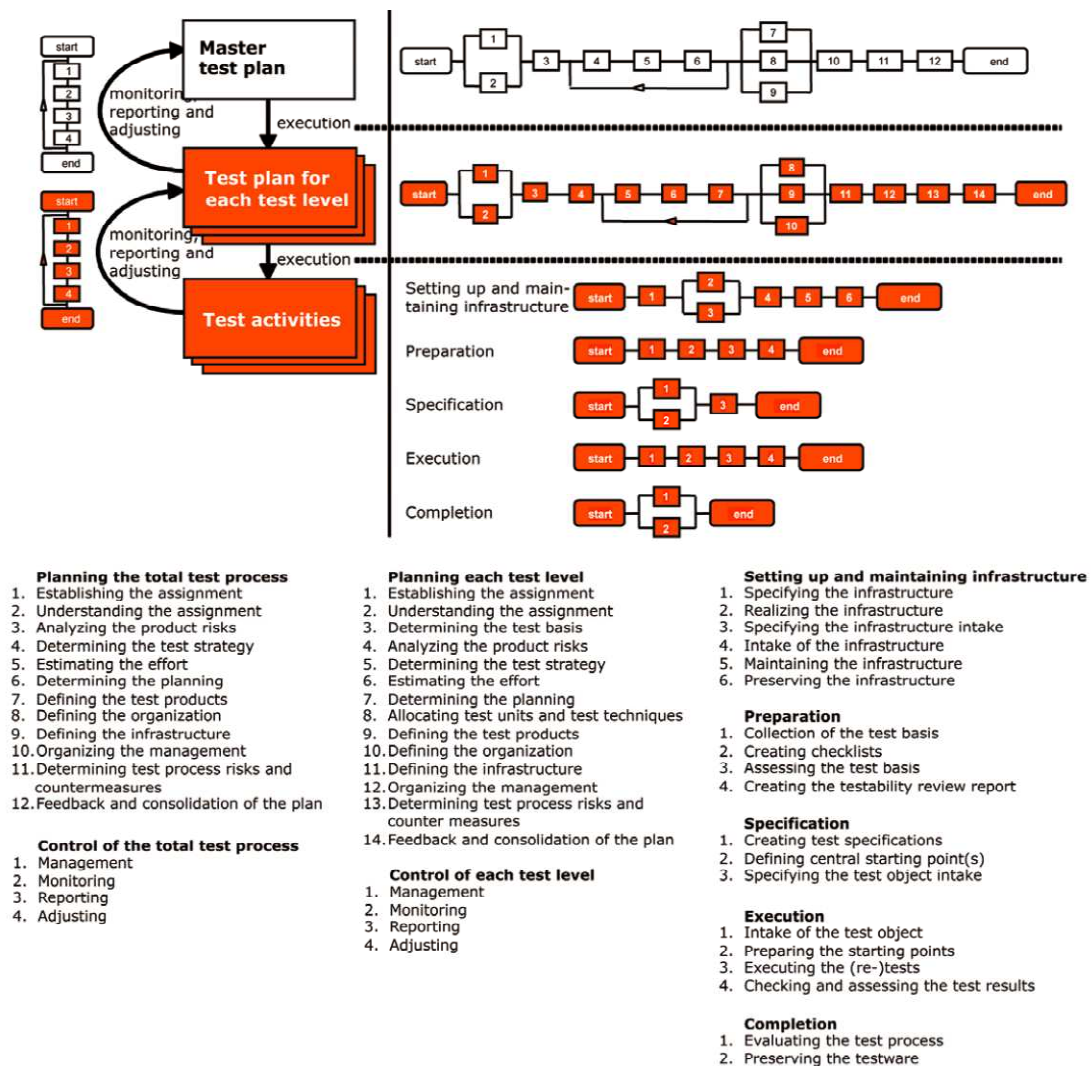 start
1
2
3
4
end
Master
test plan
monitoring,
reporting and
adjusting
execution
start
1
2
3
4
5
6
7
8
9
10
11
12
end
start
1
2
3
4
end
Test plan for
each test level
monitoring,
reporting and
adjusting
execution
start
1
2
3
4
5
6
7
8
9
10
11
12
13
14
end
Test activities
Setting up and main-
taining infrastructure
start
1
2
3
4
5
6
end
Preparation
start
1
2
3
4
end
Specification
start
1
2
3
end
Execution
start
1
2
3
4
end
Completion
start
1
2
end
Planning the total test process
1. Establishing the assignment
2. Understanding the assignment
3. Analyzing the product risks
4. Determining the test strategy
5. Estimating the effort
6. Determining the planning
7. Defining the test products
8. Defining the organization
9. Defining the infrastructure
10. Organizing the management
11. Determining test process risks and
countermeasures
12. Feedback and consolidation of the plan
Control of the total test process
1. Management
2. Monitoring
3. Reporting
4. Adjusting
Planning each test level
1. Establishing the assignment
2. Understanding the assignment
3. Determining the test basis
4. Analyzing the product risks
5. Determining the test strategy
6. Estimating the effort
7. Determining the planning
8. Allocating test units and test techniques
9. Defining the test products
10. Defining the organization
11. Defining the infrastructure
12. Organizing the management
13. Determining test process risks and
counter measures
14. Feedback and consolidation of the plan
Control of each test level
1. Management
2. Monitoring
3. Reporting
4. Adjusting
Setting up and maintaining infrastructure
1. Specifying the infrastructure
2. Realizing the infrastructure
3. Specifying the infrastructure intake
4. Intake of the infrastructure
5. Maintaining the infrastructure
6. Preserving the infrastructure
Preparation
1. Collection of the test basis
2. Creating checklists
3. Assessing the test basis
4. Creating the testability review report
Specification
1. Creating test specifications
2. Defining central starting point(s)
3. Specifying the test object intake
Execution
1. Intake of the test object
2. Preparing the starting points
3. Executing the (re-)tests
4. Checking and assessing the test results
Completion
1. Evaluating the test process
2. Preserving the testware